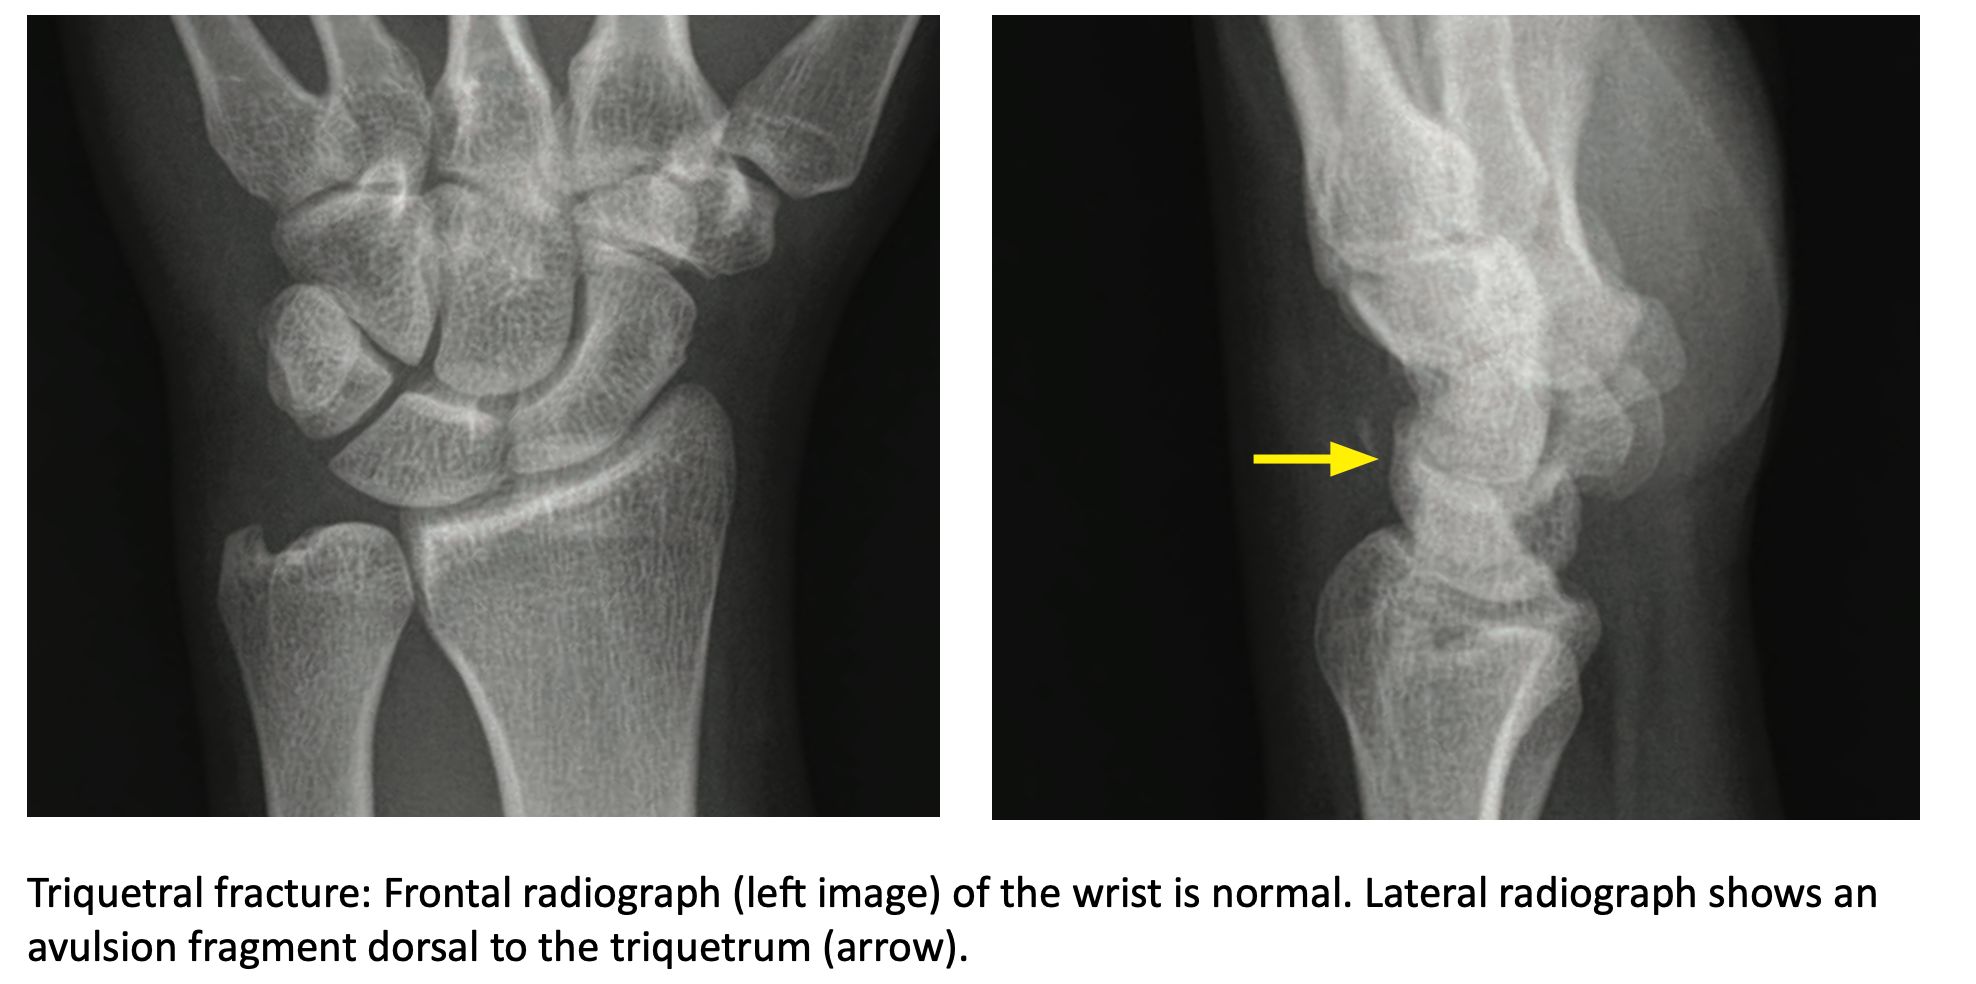 Triquetral fracture: Frontal radiograph (left image) of the wrist is normal. Lateral radiograph shows an
avulsion fragment dorsal to the triquetrum (arrow).